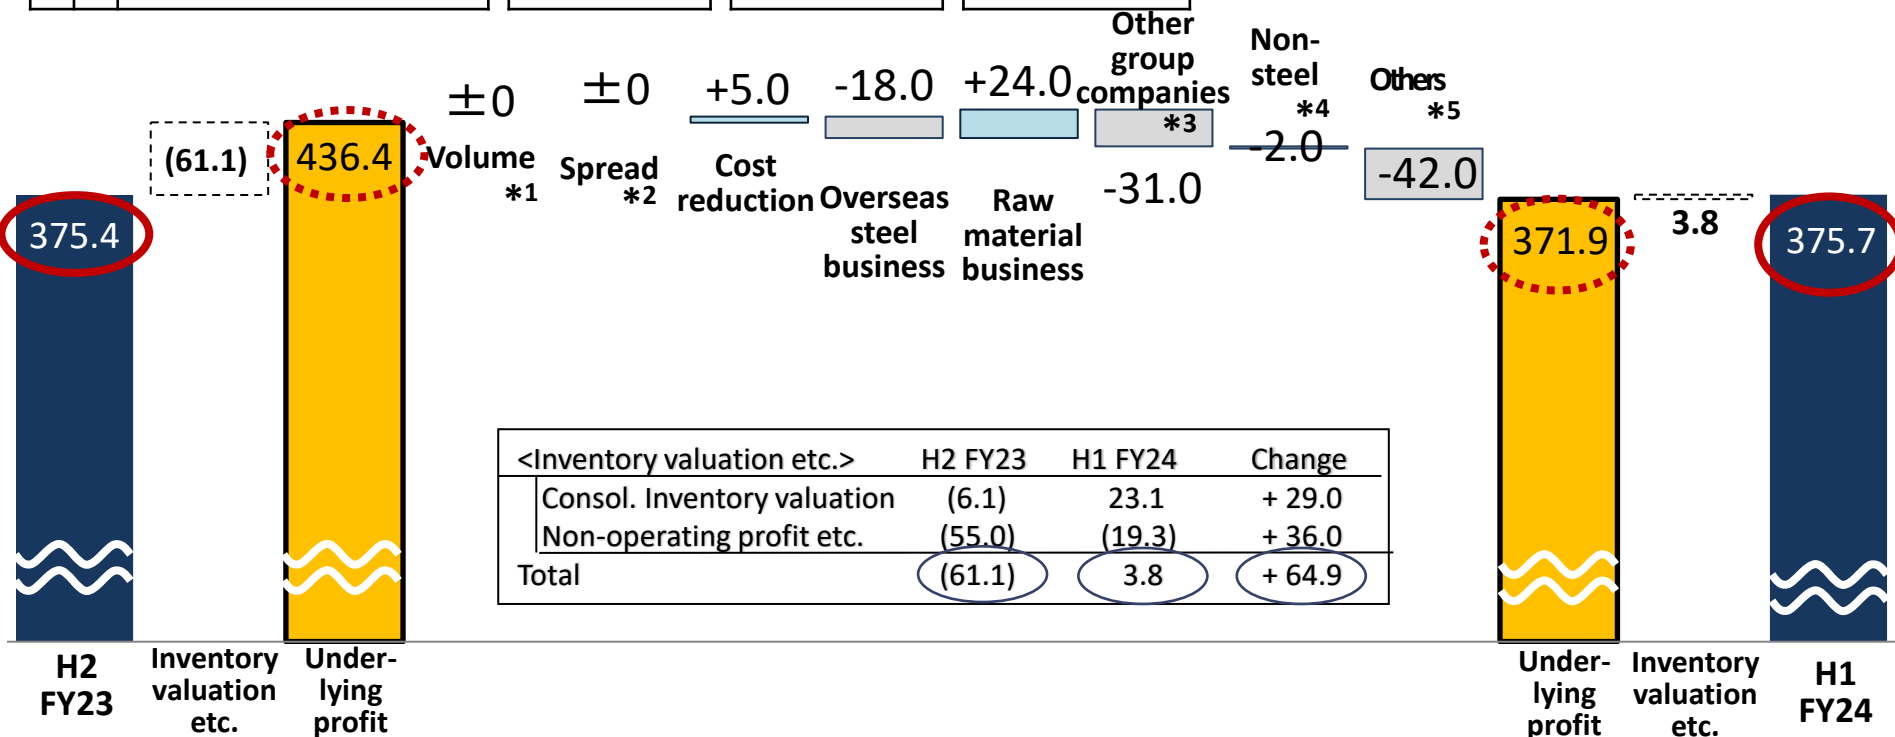 Other
group
companies
*3
Non-
steel
*4
±0
±0
+5.0
-18.0
+24.0
Others
*5
(61.1)
436.4
Volume
*1
Spread
*2
Cost
reduction
Overseas
steel
business
Raw
material
business
-31.0
-2.0
-42.0
375.4
371.9
3.8
375.7
<Inventory valuation etc.> H2 FY23 H1 FY24 Change
Consol. Inventory valuation (6.1) 23.1 + 29.0
Non-operating profit etc. (55.0) (19.3) + 36.0
Total (61.1) 3.8 + 64.9
H2
FY23
Inventory
valuation
etc.
Under-
lying
profit
Under-
lying
profit
Inventory
valuation
etc.
H1
FY24